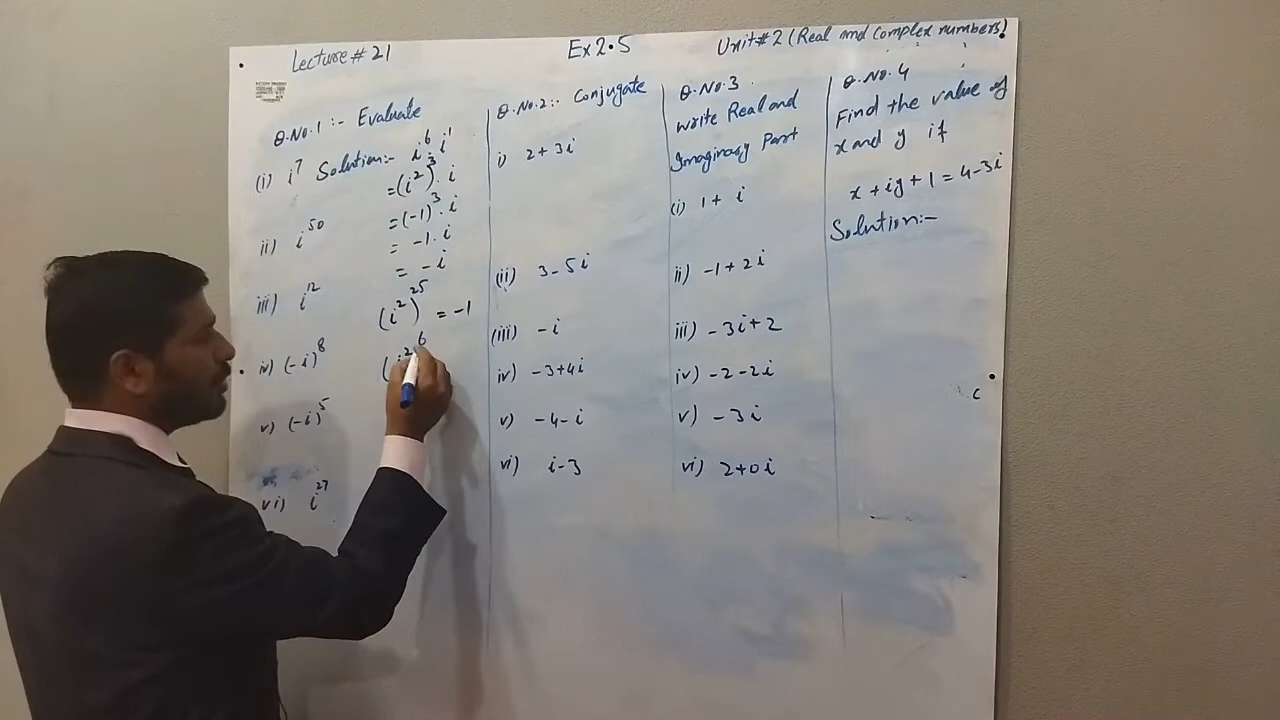 Lecture # 21
Ex 2.5
Unit # 2 (Real and Complex numbers)
Q.No.1 :- Evaluate
(i) i^7 Solution:- i^6 · i^1
= (i^2)^3 · i
= (-1)^3 · i
= -1 · i
= -i
ii) i^50
(i^2)^25 = -1
iii) i^12
(i^2 6
iv) (-i)^8
v) (-i)^5
vi) i^27
Q.No.2 :- Conjugate
i) 2 + 3i
(ii) 3 - 5i
(iii) -i
iv) -3+4i
v) -4-i
vi) i-3
Q.No.3
Write Real and
Imaginary Part
(i) 1 + i
ii) -1 + 2i
iii) -3i+2
iv) -2-2i
v) -3i
vi) 2+0i
Q.No.4
Find the value of
x and y if
x + iy + 1 = 4-3i
Solution:-
c